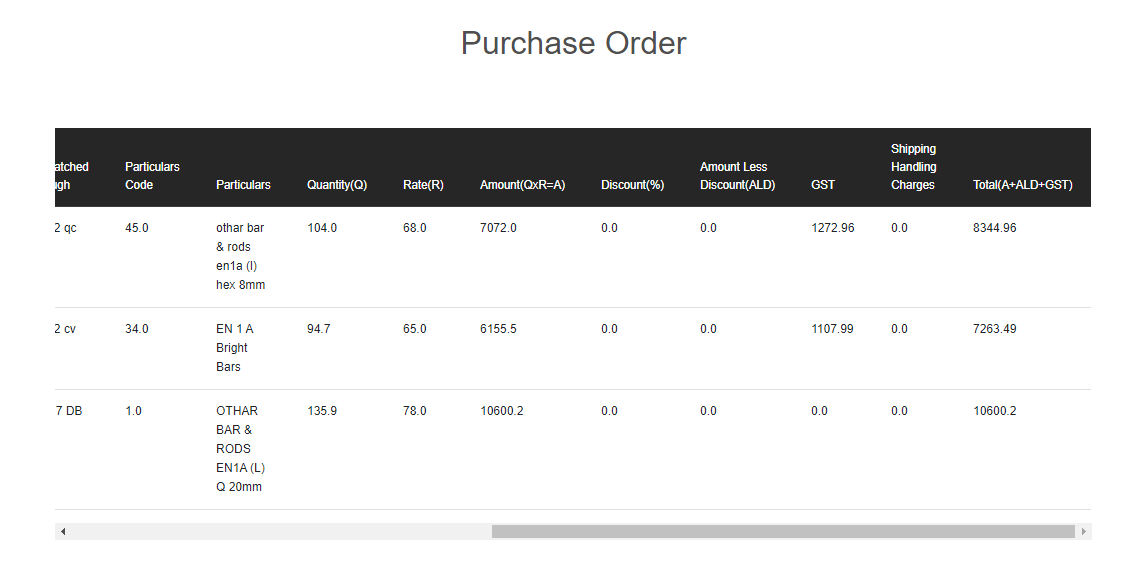 Purchase Order
Shipping
atched Particulars Amount Less Handling
gh Code Particulars Quantity(Q) Rate(R) Amount(QxR=A) Discount(%) Discount(ALD) GST Charges Total(A+ALD+GST)
2 qc 45.0 othar bar 104.0 68.0 7072.0 0.0 0.0 1272.96 0.0 8344.96
& rods
en1a (l)
hex 8mm
2 cv 34.0 EN 1 A 94.7 65.0 6155.5 0.0 0.0 1107.99 0.0 7263.49
Bright
Bars
7 DB 1.0 OTHAR 135.9 78.0 10600.2 0.0 0.0 0.0 0.0 10600.2
BAR &
RODS
EN1A (L)
Q 20mm